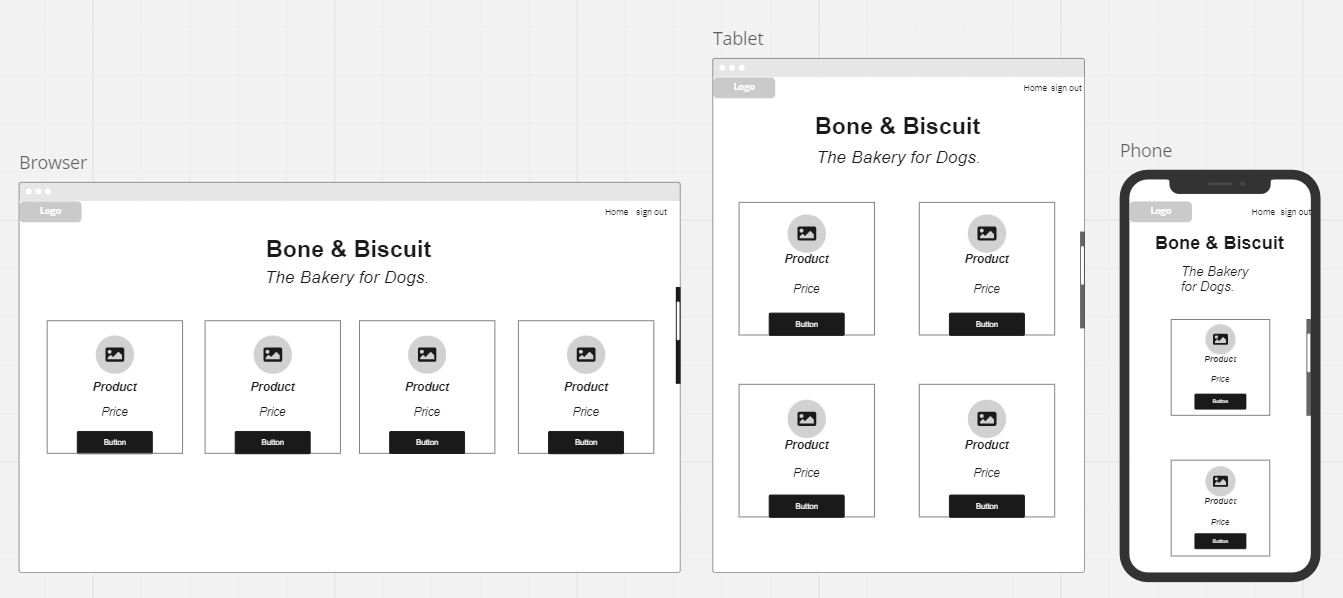 Browser
Logo
Home sign out
Bone & Biscuit
The Bakery for Dogs.
Product Product Product Product
Price Price Price Price
Button Button Button Button
Tablet
Logo
Home sign out
Bone & Biscuit
The Bakery for Dogs.
Product Product
Price Price
Button Button
Product Product
Price Price
Button Button
Phone
Logo
Home sign out
Bone & Biscuit
The Bakery
for Dogs.
Product
Price
Button
Product
Price
Button